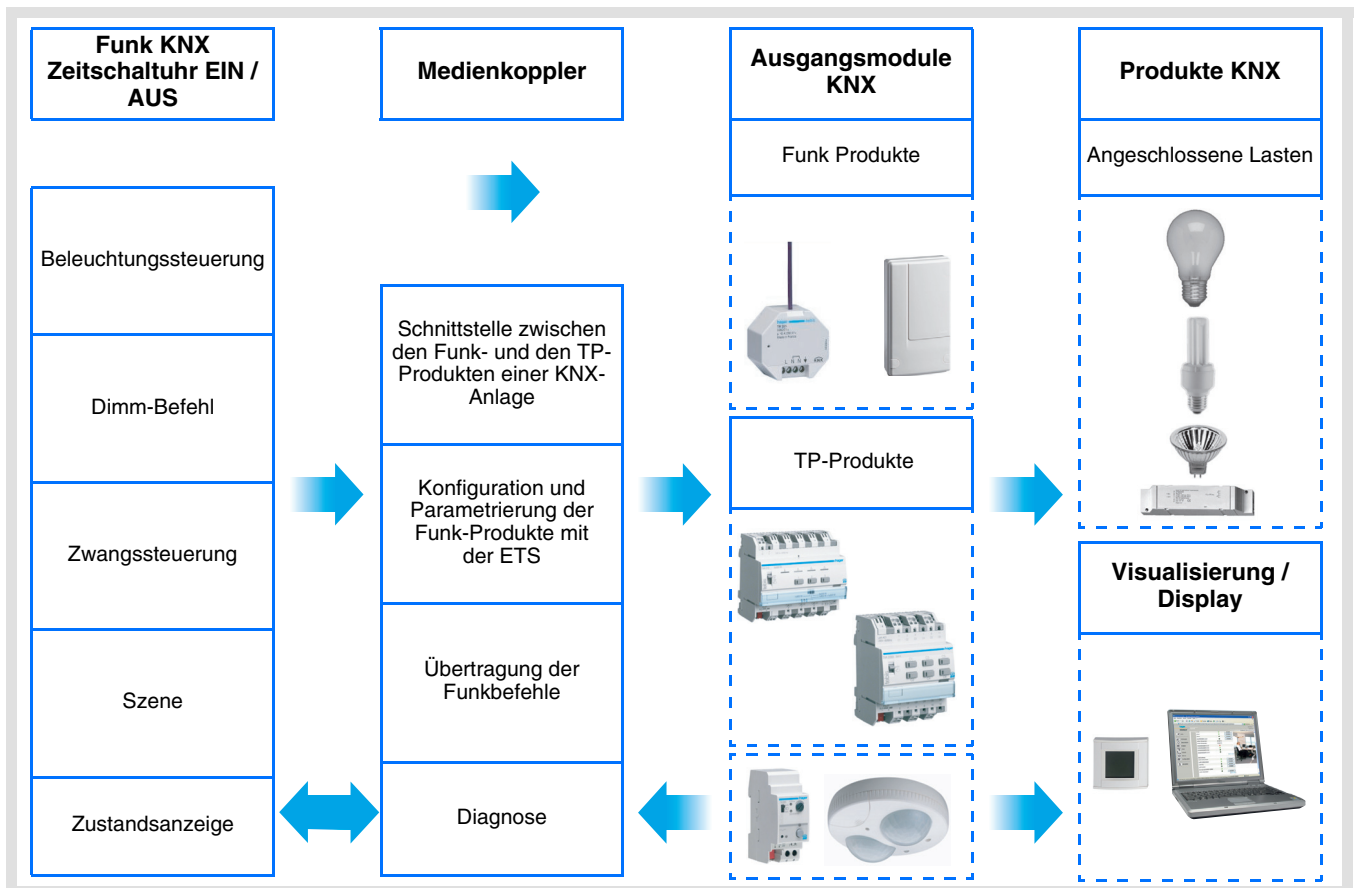 Funk KNX
Zeitschaltuhr EIN /
AUS
Beleuchtungssteuerung
Dimm-Befehl
Zwangssteuerung
Szene
Zustandsanzeige
Medienkoppler
Schnittstelle zwischen
den Funk- und den TP-
Produkten einer KNX-
Anlage
Konfiguration und
Parametrierung der
Funk-Produkte mit
der ETS
Übertragung der
Funkbefehle
Diagnose
Ausgangsmodule
KNX
Funk Produkte
L N N
TP-Produkte
Produkte KNX
Angeschlossene Lasten
Visualisierung /
Display